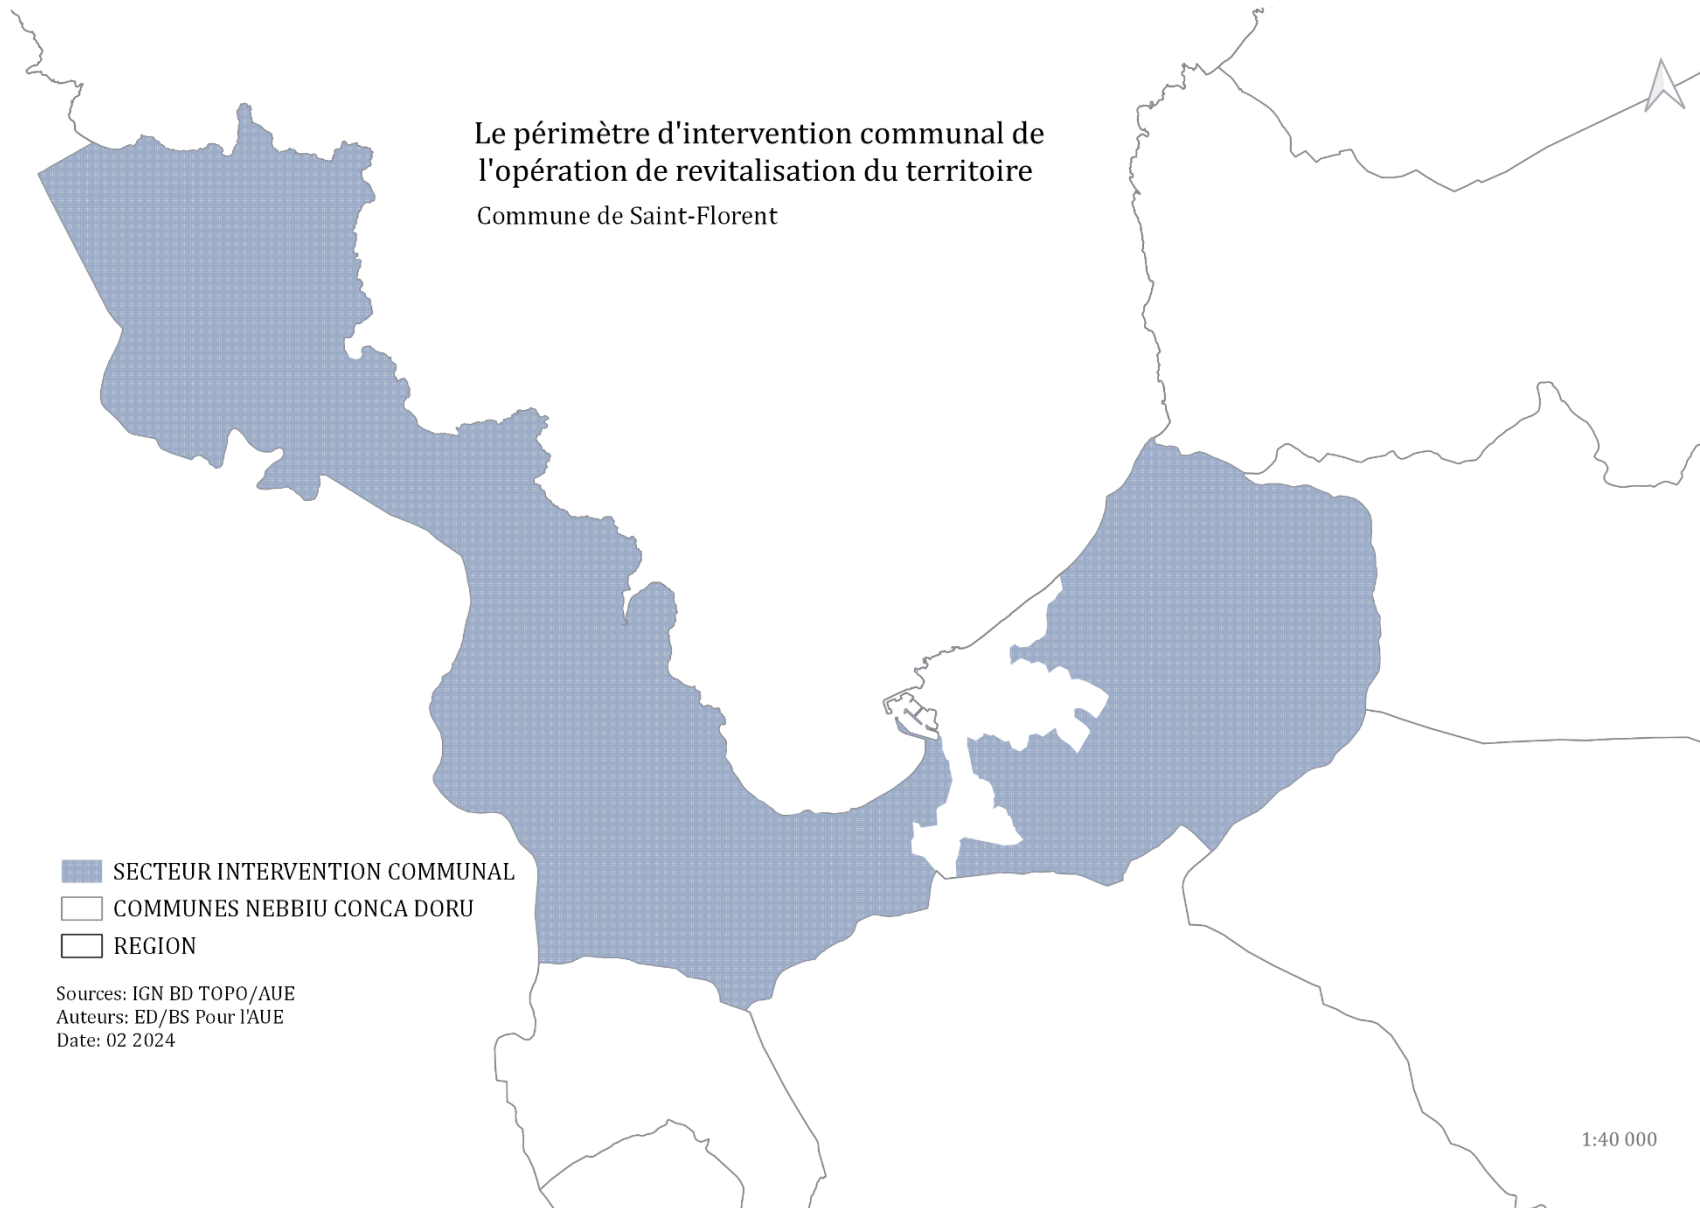 Le périmètre d'intervention communal de
l'opération de revitalisation du territoire
Commune de Saint-Florent
SECTEUR INTERVENTION COMMUNAL
COMMUNES NEBBIU CONCA DORU
REGION
Sources: IGN BD TOPO/AUE
Auteurs: ED/BS Pour l'AUE
Date: 02 2024
1:40 000